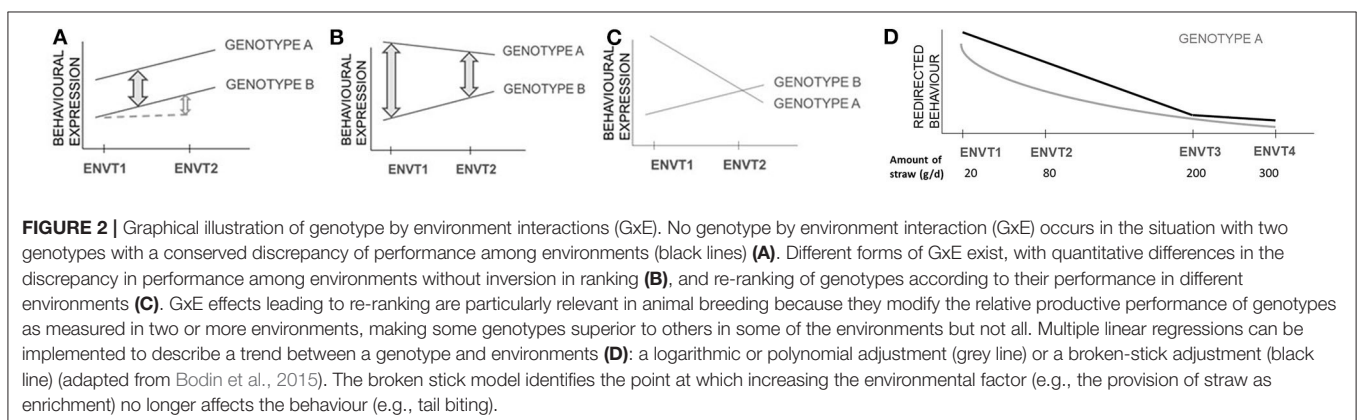 A
BEHAVIOURAL
EXPRESSION
GENOTYPE A
GENOTYPE B
ENVT1 ENVT2
B
BEHAVIOURAL
EXPRESSION
GENOTYPE A
GENOTYPE B
ENVT1 ENVT2
C
BEHAVIOURAL
EXPRESSION
GENOTYPE B
GENOTYPE A
ENVT1 ENVT2
D
REDIRECTED
BEHAVIOUR
GENOTYPE A
ENVT1 ENVT2 ENVT3 ENVT4
Amount of
straw (g/d) 20 80 200 300
FIGURE 2 | Graphical illustration of genotype by environment interactions (GxE). No genotype by environment interaction (GxE) occurs in the situation with two
genotypes with a conserved discrepancy of performance among environments (black lines) (A). Different forms of GxE exist, with quantitative differences in the
discrepancy in performance among environments without inversion in ranking (B), and re-ranking of genotypes according to their performance in different
environments (C). GxE effects leading to re-ranking are particularly relevant in animal breeding because they modify the relative productive performance of genotypes
as measured in two or more environments, making some genotypes superior to others in some of the environments but not all. Multiple linear regressions can be
implemented to describe a trend between a genotype and environments (D): a logarithmic or polynomial adjustment (grey line) or a broken-stick adjustment (black
line) (adapted from Bodin et al., 2015). The broken stick model identifies the point at which increasing the environmental factor (e.g., the provision of straw as
enrichment) no longer affects the behaviour (e.g., tail biting).